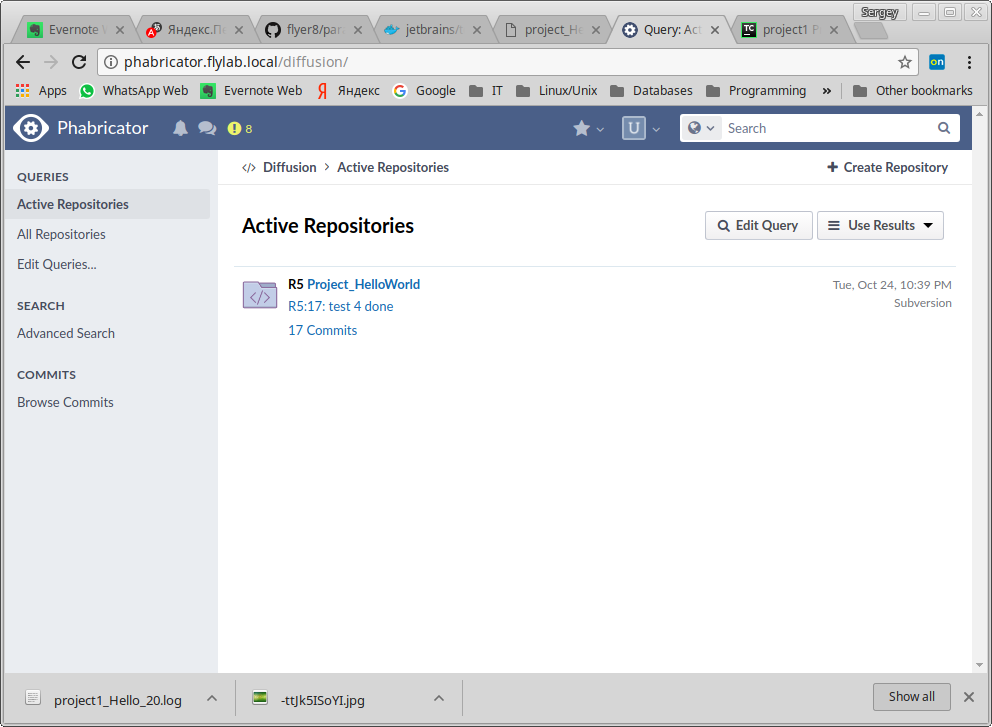 Sergey
Evernote
Яндекс.П
flyer8/par
jetbrains/
project_He
Query: Act
TC project1 P
phabricator.flylab.local/diffusion/
on
Apps WhatsApp Web Evernote Web Яндекс Google IT Linux/Unix Databases Programming » Other bookmarks
Phabricator 8 U Search
QUERIES
Active Repositories
All Repositories
Edit Queries...
SEARCH
Advanced Search
COMMITS
Browse Commits
Diffusion > Active Repositories
Create Repository
Active Repositories
Edit Query Use Results
R5 Project_HelloWorld Tue, Oct 24, 10:39 PM
R5:17: test 4 done Subversion
17 Commits
project1_Hello_20.log -ttJk5ISoYI.jpg Show all